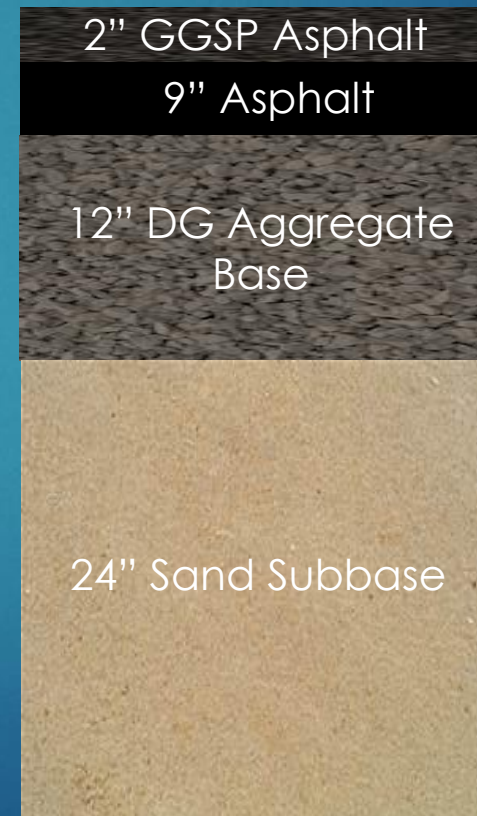 2” GGSP Asphalt
9” Asphalt
12” DG Aggregate
Base
24” Sand Subbase